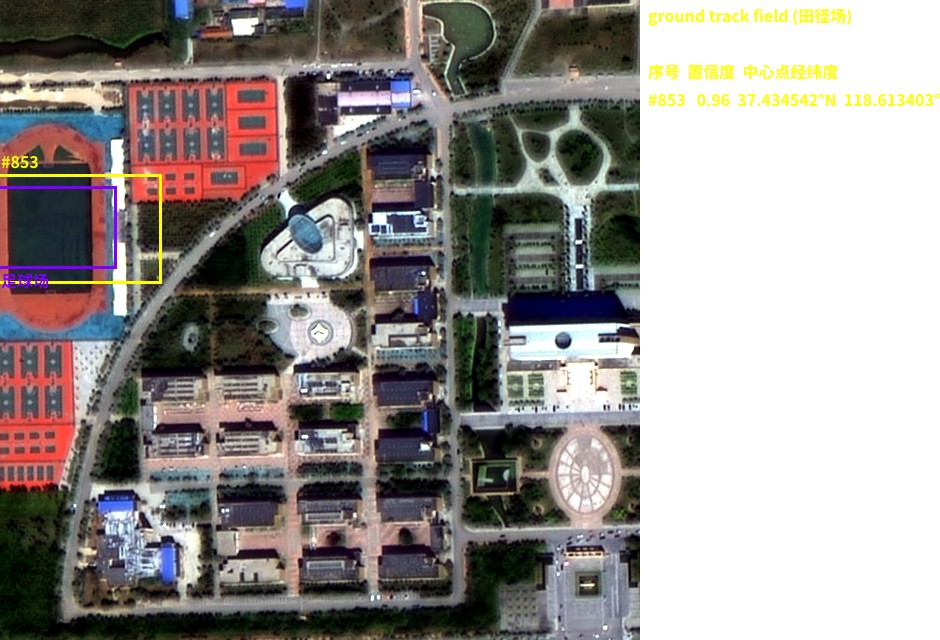 ground track field (田径场)
序号 置信度 中心点经纬度
#853 0.96 37.434542°N 118.613403°
#853
足球场